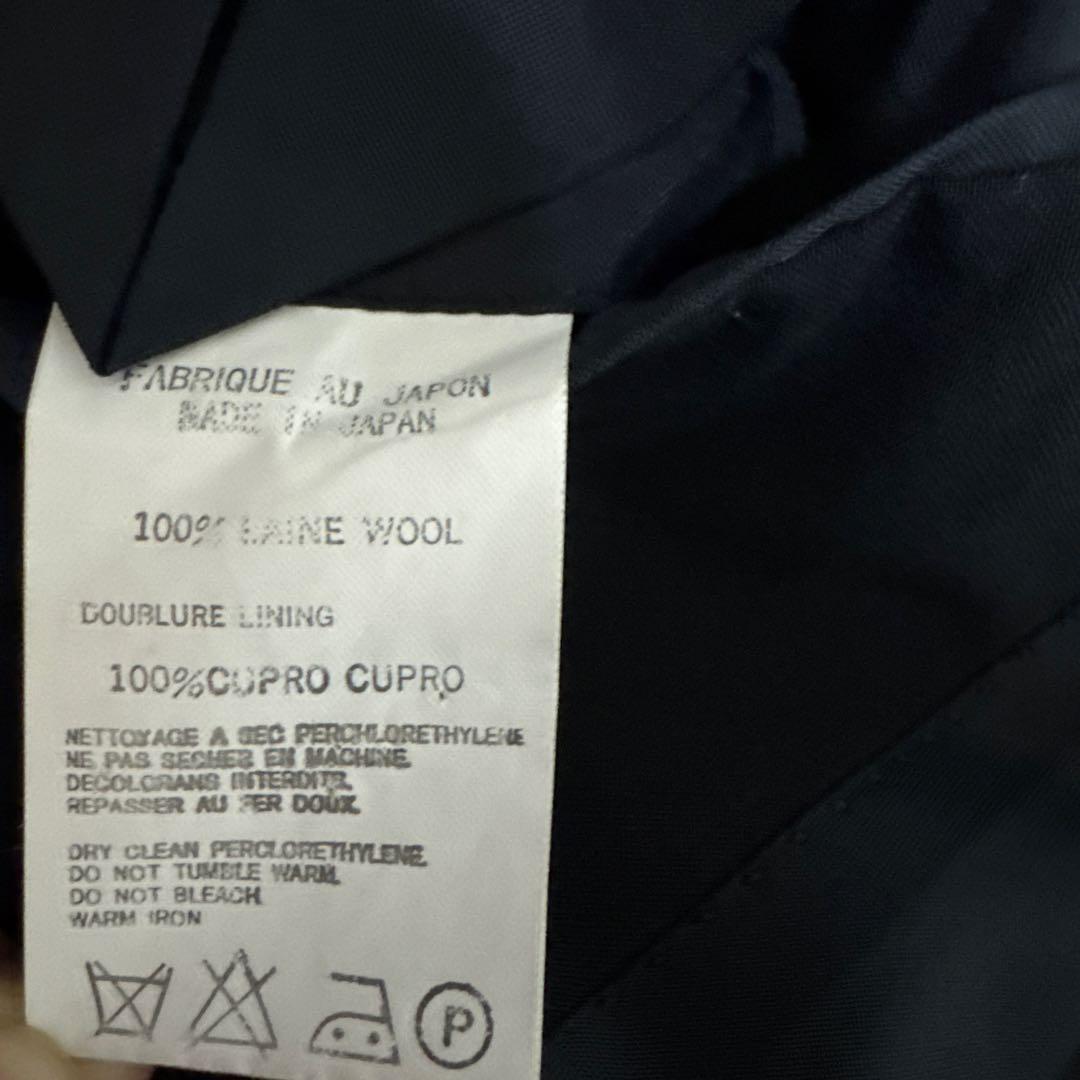 FABRIQUE AU JAPON
MADE IN JAPAN
100% LAINE WOOL
DOUBLURE LINING
100%CUPRO CUPRO
NETTOYAGE A SEC PERCHLORETHYLENE
NE PAS SECHER EN MACHINE
DECOLORANS INTERDITS.
REPASSER AU FER DOUX.
DRY CLEAN PERCLORETHYLENE.
DO NOT TUMBLE WARM.
DO NOT BLEACH
WARM IRON
P